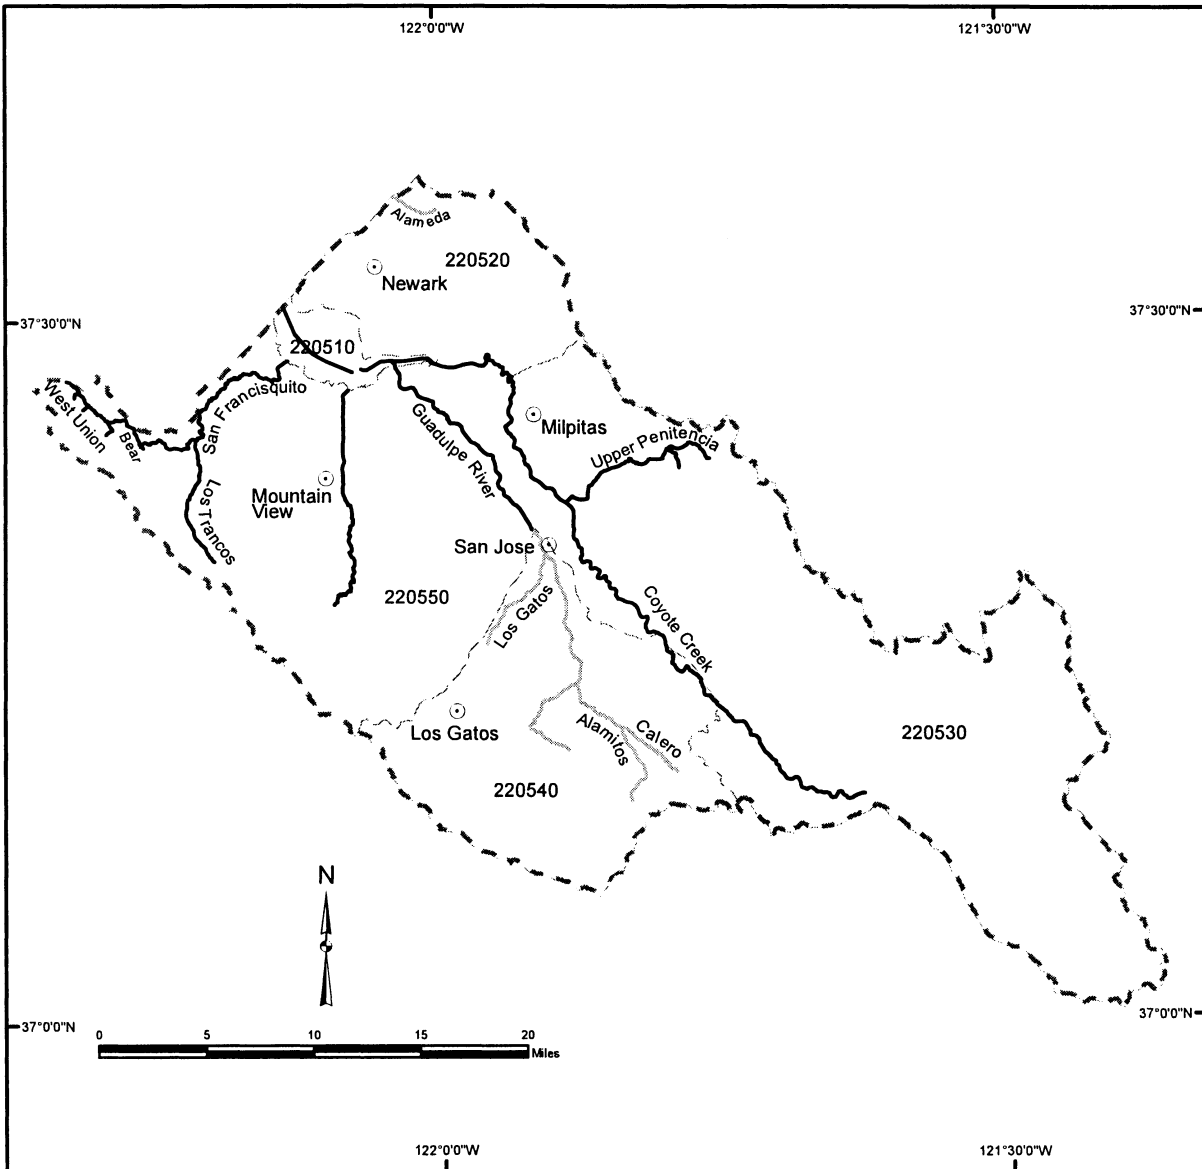 122°0'0"W
121°30'0"W
Alameda
220520
Newark
37°30'0"N
37°30'0"N
220510
San Francisquito
West Union
Bear
Guadulpe River
Milpitas
Upper Penitencia
Mountain
View
Los Trancos
San Jose
220550
Los Gatos
Coyote Creek
Los Gatos
Alamitos
Calero
220530
220540
N
37°0'0"N
37°0'0"N
0 5 10 15 20
Miles
122°0'0"W
121°30'0"W